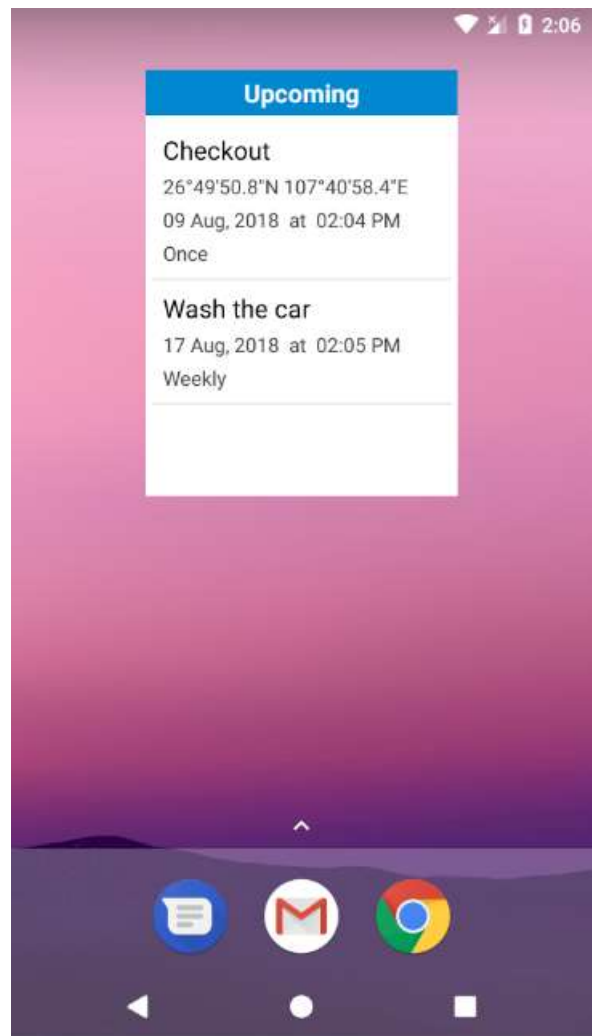 2:06
Upcoming
Checkout
26°49'50.8"N 107°40'58.4"E
09 Aug, 2018 at 02:04 PM
Once
Wash the car
17 Aug, 2018 at 02:05 PM
Weekly